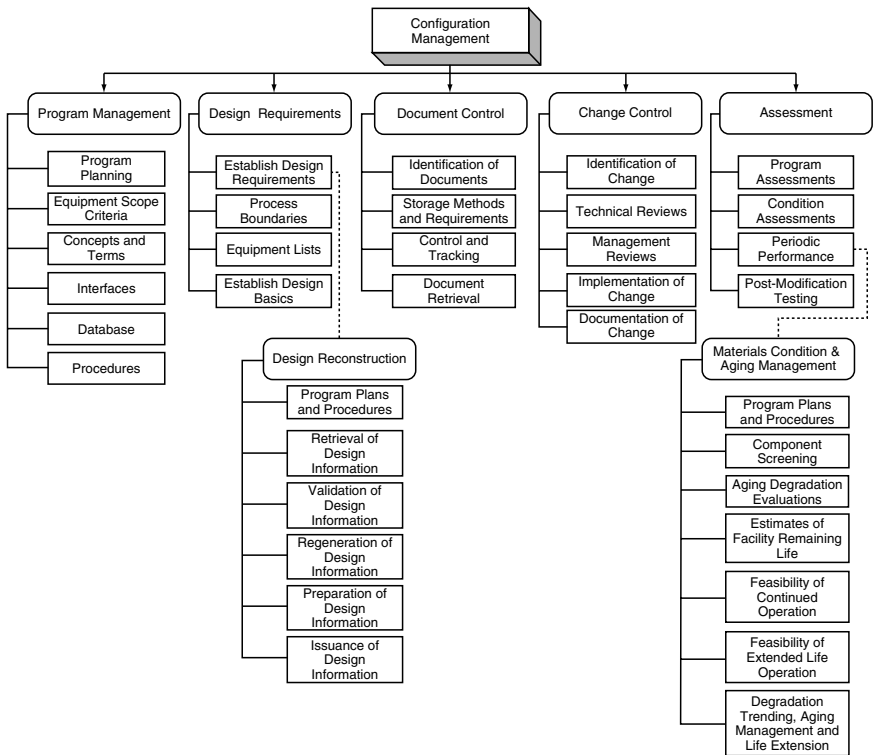 Configuration
Management
Program Management
Design Requirements
Document Control
Change Control
Assessment
Program
Planning
Equipment Scope
Criteria
Concepts and
Terms
Interfaces
Database
Procedures
Establish Design
Requirements
Process
Boundaries
Equipment Lists
Establish Design
Basics
Identification of
Documents
Storage Methods
and Requirements
Control and
Tracking
Document
Retrieval
Identification of
Change
Technical Reviews
Management
Reviews
Implementation of
Change
Documentation of
Change
Program
Assessments
Condition
Assessments
Periodic
Performance
Post-Modification
Testing
Design Reconstruction
Program Plans
and Procedures
Retrieval of
Design
Information
Validation of
Design
Information
Regeneration of
Design
Information
Preparation of
Design
Information
Issuance of
Design
Information
Materials Condition &
Aging Management
Program Plans
and Procedures
Component
Screening
Aging Degradation
Evaluations
Estimates of
Facility Remaining
Life
Feasibility of
Continued
Operation
Feasibility of
Extended Life
Operation
Degradation
Trending, Aging
Management and
Life Extension